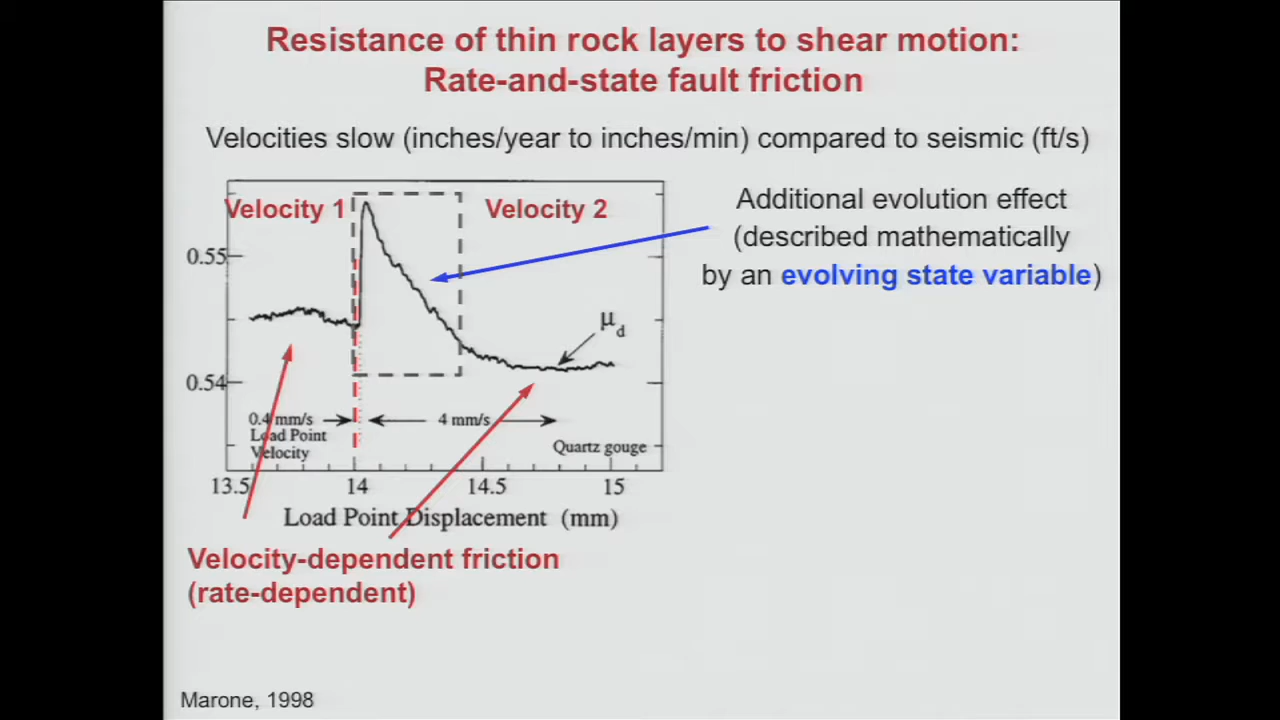 Resistance of thin rock layers to shear motion:
Rate-and-state fault friction
Velocities slow (inches/year to inches/min) compared to seismic (ft/s)
Velocity 1
Velocity 2
Additional evolution effect
(described mathematically
by an evolving state variable)
0.55
μd
0.54
0.4 mm/s
Load Point
Velocity
4 mm/s
Quartz gouge
13.5
14
14.5
15
Load Point Displacement (mm)
Velocity-dependent friction
(rate-dependent)
Marone, 1998